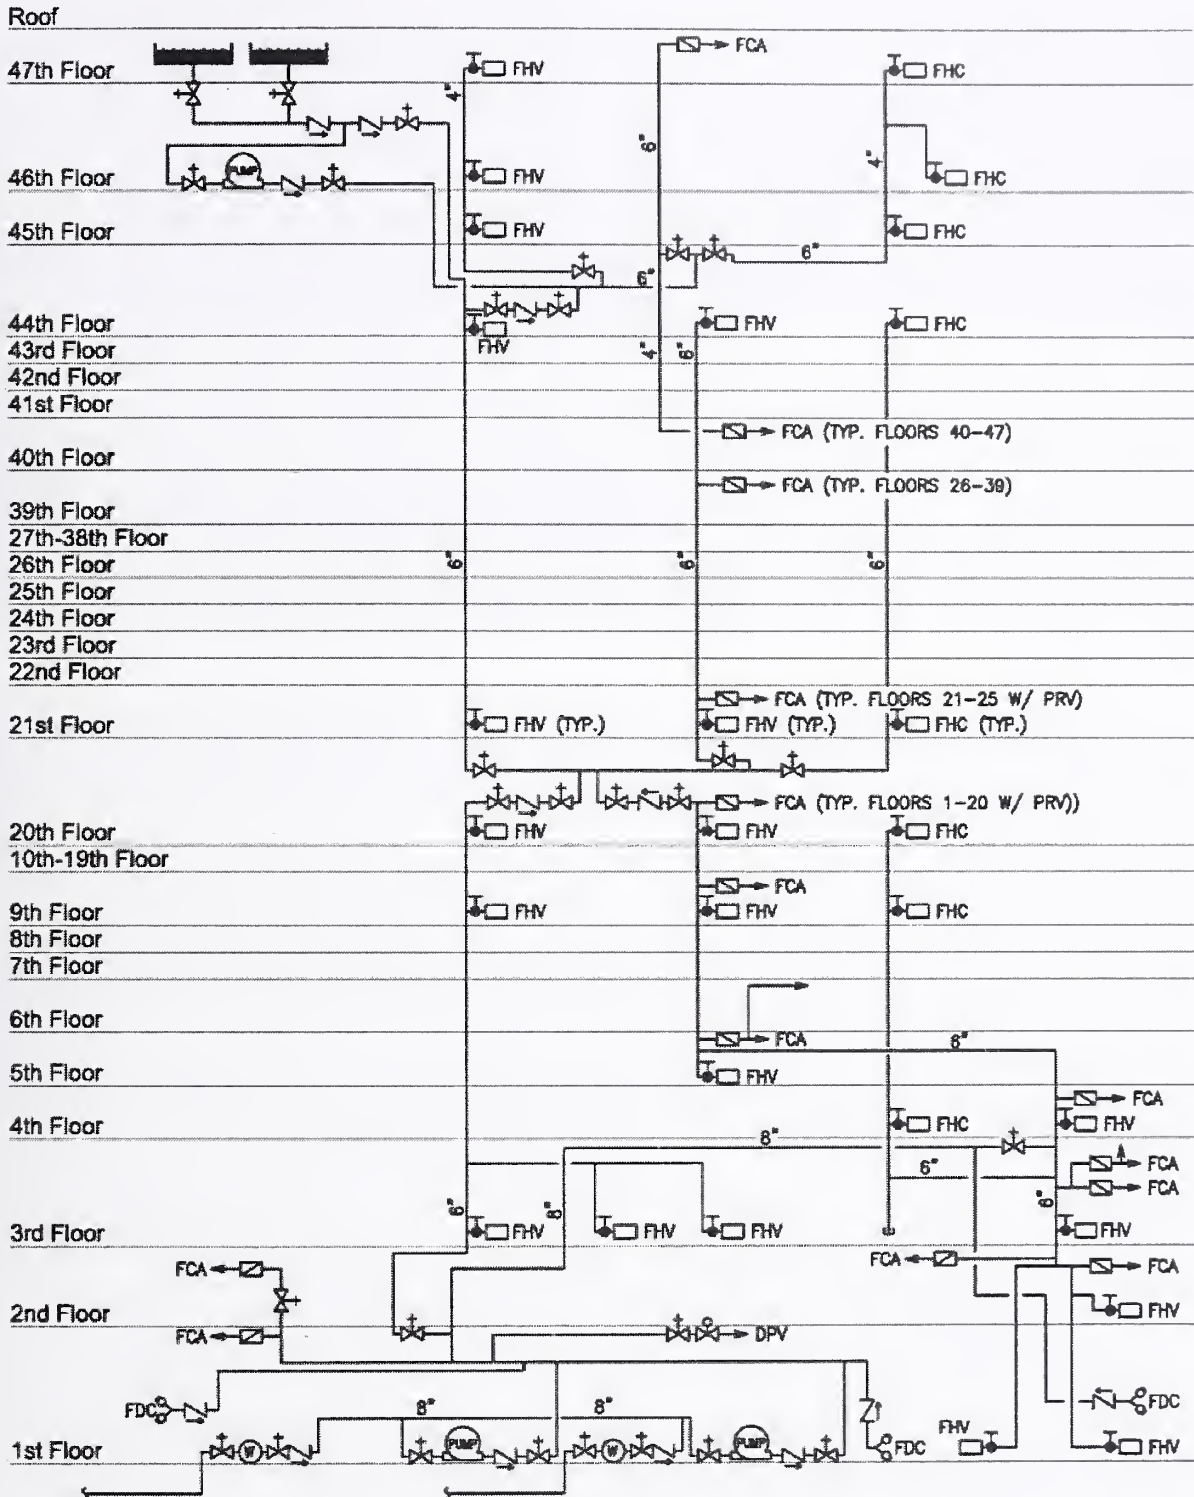 Roof
FCA
47th Floor
FHV
FHC
4"
6"
4"
PUMP
46th Floor
FHV
FHC
45th Floor
FHV
FHC
6"
6"
44th Floor
FHV
FHV
FHC
43rd Floor
4"
6"
42nd Floor
41st Floor
FCA (TYP. FLOORS 40-47)
40th Floor
FCA (TYP. FLOORS 26-39)
39th Floor
27th-38th Floor
26th Floor
6"
6"
6"
25th Floor
24th Floor
23rd Floor
22nd Floor
FCA (TYP. FLOORS 21-25 W/ PRV)
21st Floor
FHV (TYP.)
FHV (TYP.)
FHC (TYP.)
FCA (TYP. FLOORS 1-20 W/ PRV))
20th Floor
FHV
FHV
FHC
10th-19th Floor
FCA
9th Floor
FHV
FHV
FHC
8th Floor
7th Floor
6th Floor
FCA
6"
5th Floor
FHV
FCA
4th Floor
FHC
FHV
8"
FCA
6"
FCA
6"
8"
6"
3rd Floor
FHV
FHV
FHV
FHV
FCA
FCA
FCA
2nd Floor
FHV
FCA
DPV
FDC
8"
8"
FDC
1st Floor
W
PUMP
W
PUMP
FDC
FHV
FHV